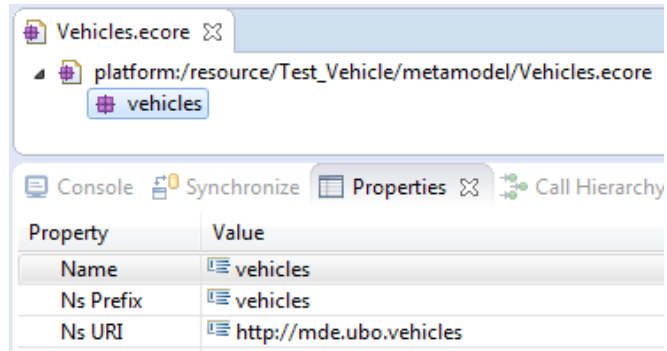 Vehicles.ecore
platform:/resource/Test_Vehicle/metamodel/Vehicles.ecore
vehicles
Console Synchronize Properties Call Hierarchy
Property Value
Name vehicles
Ns Prefix vehicles
Ns URI http://mde.ubo.vehicles